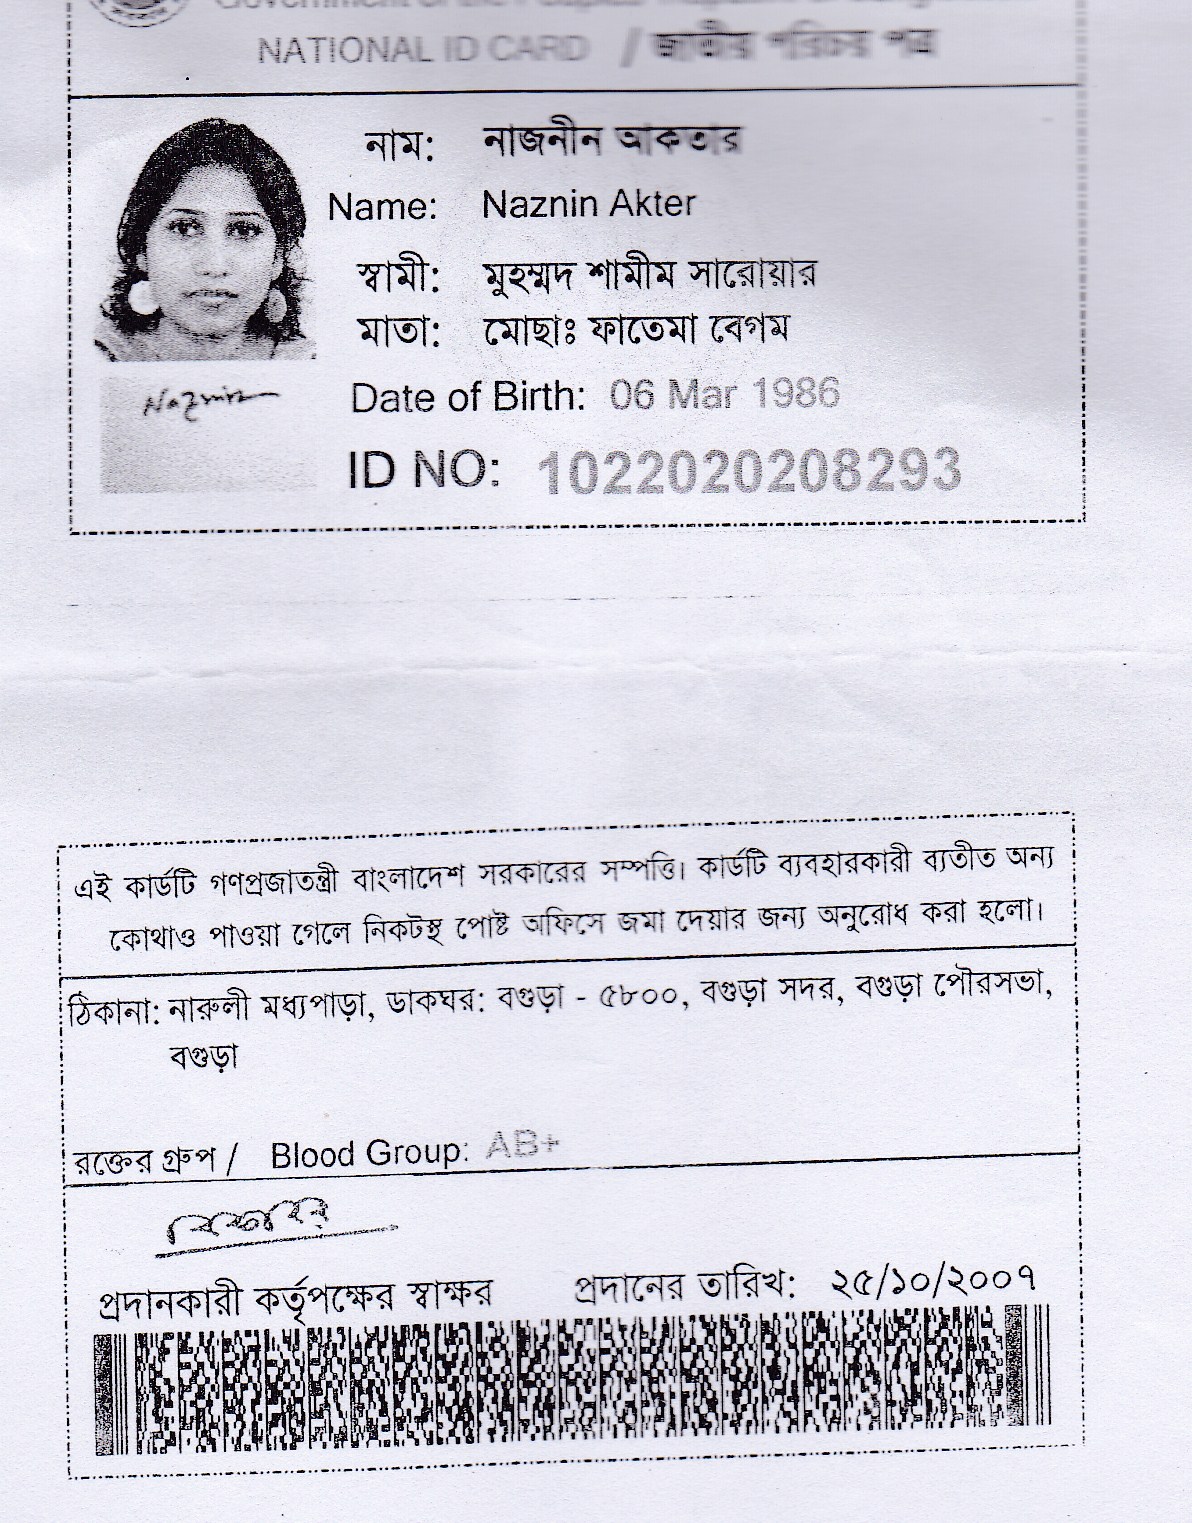 NATIONAL ID CARD / জাতীয় পরিচয় পত্র
নাম: নাজনীন আকতার
Name: Naznin Akter
স্বামী: মুহম্মদ শামীম সারোয়ার
মাতা: মোছাঃ ফাতেমা বেগম
Naznin
Date of Birth: 06 Mar 1986
ID NO: 1022020208293
এই কার্ডটি গণপ্রজাতন্ত্রী বাংলাদেশ সরকারের সম্পত্তি। কার্ডটি ব্যবহারকারী ব্যতীত অন্য
কোথাও পাওয়া গেলে নিকটস্থ পোষ্ট অফিসে জমা দেয়ার জন্য অনুরোধ করা হলো।
ঠিকানা: নারুলী মধ্যপাড়া, ডাকঘর: বগুড়া - ৫৮০০, বগুড়া সদর, বগুড়া পৌরসভা,
বগুড়া
রক্তের গ্রুপ / Blood Group: AB+
প্রদানকারী কর্তৃপক্ষের স্বাক্ষর প্রদানের তারিখ: ২৫/১০/২০০৭